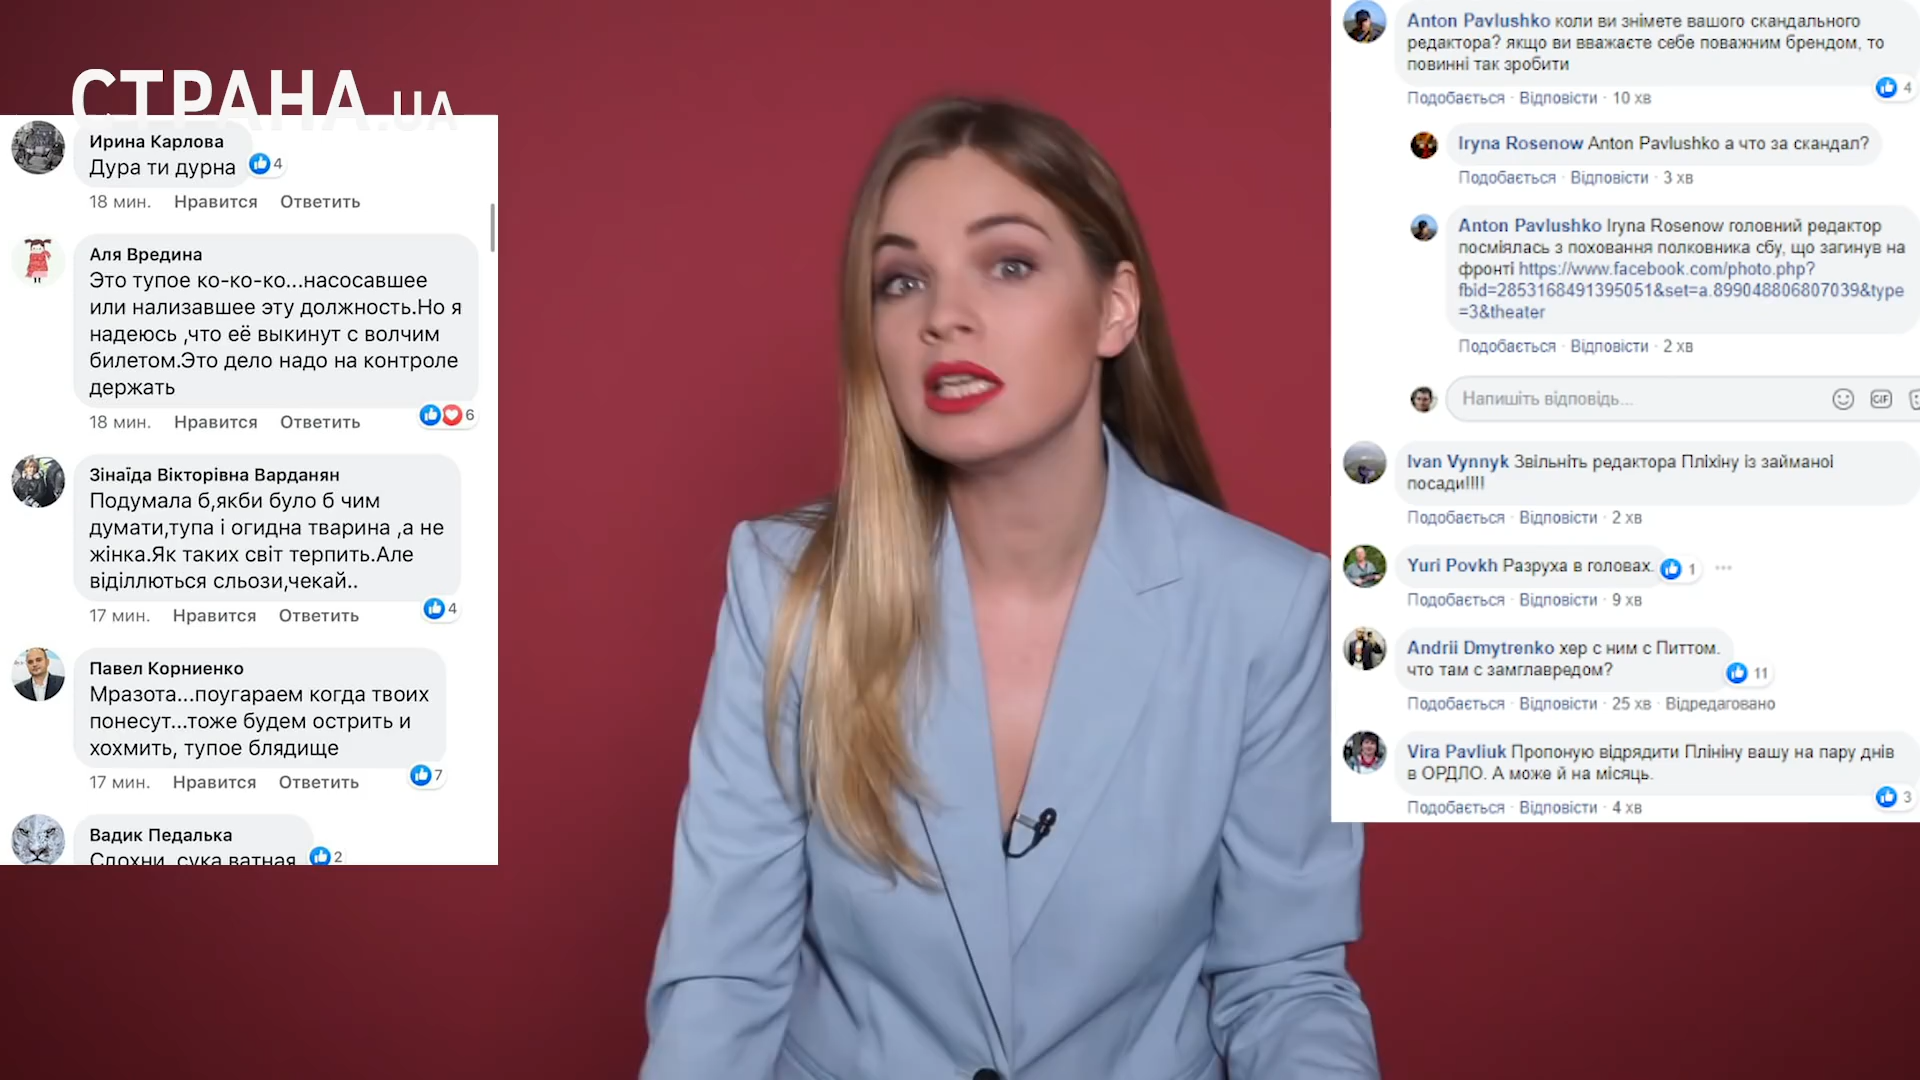 СТРАНА.UA
Ирина Карлова
Дура ти дурна
4
18 мин. Нравится Ответить
Аля Вредина
Это тупое ко-ко-ко...насосавшее
или нализавшее эту должность.Но я
надеюсь ,что её выкинут с волчим
билетом.Это дело надо на контроле
держать
18 мин. Нравится Ответить
6
Зінаїда Вікторівна Варданян
Подумала б,якби було б чим
думати,тупа і огидна тварина ,а не
жінка.Як таких світ терпить.Але
віділлються сльози,чекай..
17 мин. Нравится Ответить
4
Павел Корниенко
Мразота...поугараем когда твоих
понесут...тоже будем острить и
хохмить, тупое блядище
17 мин. Нравится Ответить
7
Вадик Педалька
Сдохни, сука ватная
2
Anton Pavlushko коли ви знімете вашого скандального
редактора? якщо ви вважаєте себе поважним брендом, то
повинні так зробити
4
Подобається · Відповісти · 10 хв
Iryna Rosenow Anton Pavlushko а что за скандал?
Подобається · Відповісти · 3 хв
Anton Pavlushko Iryna Rosenow головний редактор
посміялась з поховання полковника сбу, що загинув на
фронті https://www.facebook.com/photo.php?
fbid=2853168491395051&set=a.899048806807039&type
=3&theater
Подобається · Відповісти · 2 хв
Напишіть відповідь...
GIF
Ivan Vynnyk Звільніть редактора Пліхіну із займаної
посади!!!!
Подобається · Відповісти · 2 хв
Yuri Povkh Разруха в головах.
1
Подобається · Відповісти · 9 хв
Andrii Dmytrenko хер с ним с Питтом.
что там с замглавредом?
11
Подобається · Відповісти · 25 хв · Відредаговано
Vira Pavliuk Пропоную відрядити Плініну вашу на пару днів
в ОРДЛО. А може й на місяць.
3
Подобається · Відповісти · 4 хв